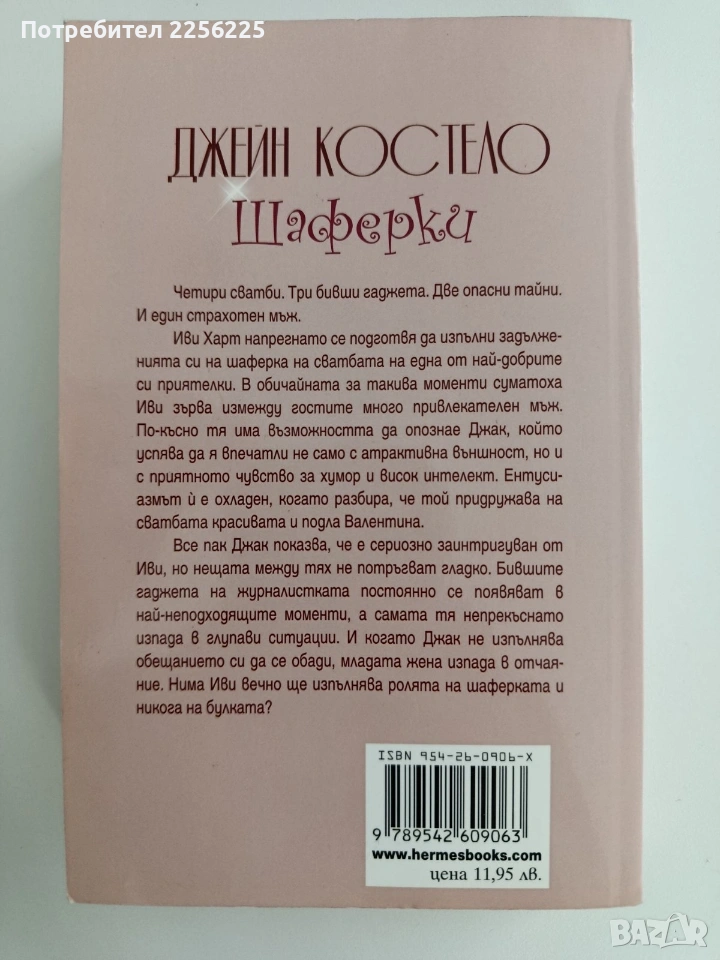 Потребител 2256225
ДЖЕЙН КОСТЕЛО
Шаферки
Четири сватби. Три бивши гаджета. Две опасни тайни.
И един страхотен мъж.
Иви Харт напрегнато се подготвя да изпълни задълже-
нията си на шаферка на сватбата на една от най-добрите
си приятелки. В обичайната за такива моменти суматоха
Иви зърва измежду гостите много привлекателен мъж.
По-късно тя има възможността да опознае Джак, който
успява да я впечатли не само с атрактивна външност, но и
с приятното чувство за хумор и висок интелект. Ентуси-
азмът ѝ е охладен, когато разбира, че той придружава на
сватбата красивата и подла Валентина.
Все пак Джак показва, че е сериозно заинтригуван от
Иви, но нещата между тях не потръгват гладко. Бившите
гаджета на журналистката постоянно се появяват в
най-неподходящите моменти, а самата тя непрекъснато
изпада в глупави ситуации. И когато Джак не изпълнява
обещанието си да се обади, младата жена изпада в отчая-
ние. Нима Иви вечно ще изпълнява ролята на шаферката и
никога на булката?
ISBN 954-26-0906-X
9 789542 609063
www.hermesbooks.com
цена 11,95 лв.
BAZAR